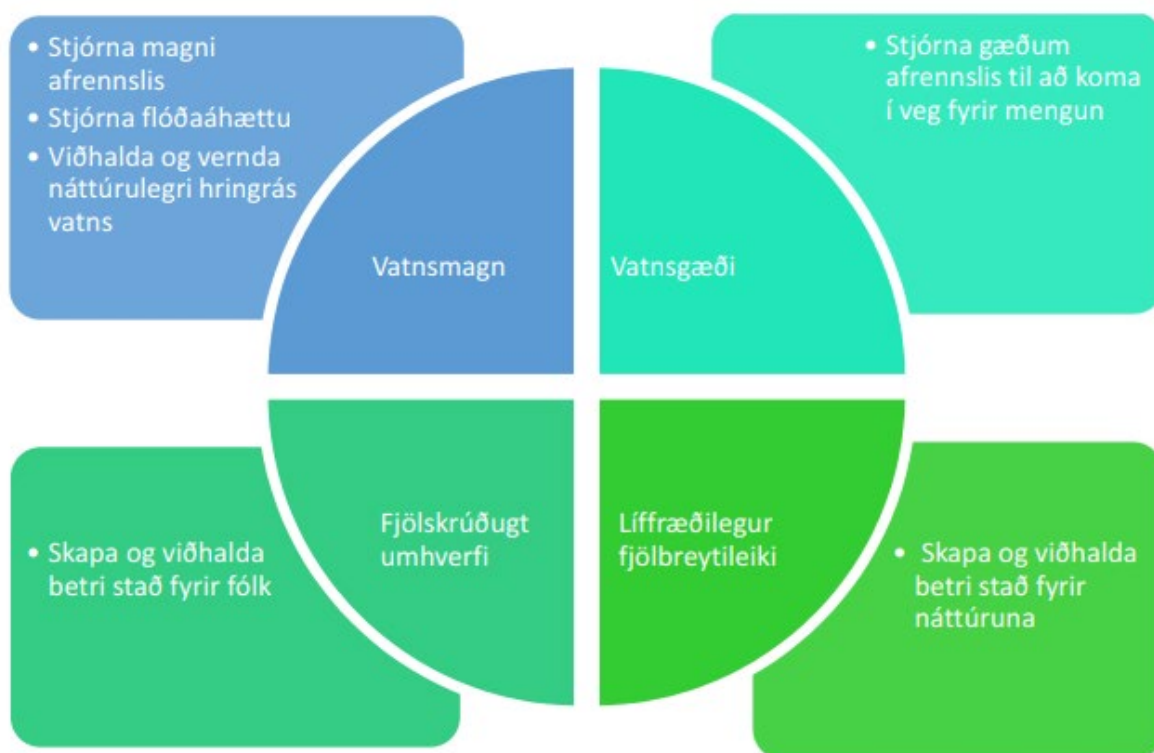 • Stjórna magni
afrennslis
• Stjórna flóðaáhættu
• Viðhalda og vernda
náttúrulegri hringrás
vatns
Vatnsmagn
• Stjórna gæðum
afrennslis til að koma
í veg fyrir mengun
Vatnsgæði
• Skapa og viðhalda
betri stað fyrir fólk
Fjölskrúðugt
umhverfi
Líffræðilegur
fjölbreytileiki
• Skapa og viðhalda
betri stað fyrir
náttúruna